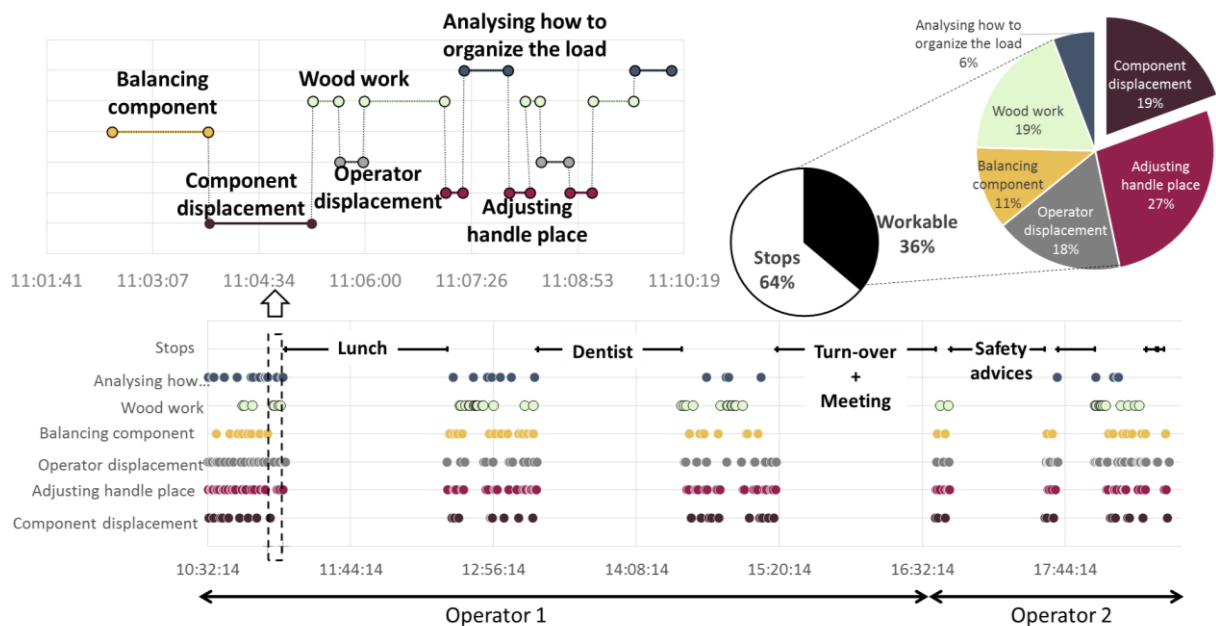 Analysing how to
organize the load
Balancing
component
Wood work
Component
displacement
Operator
displacement
Adjusting
handle place
11:01:41
11:03:07
11:04:34
11:06:00
11:07:26
11:08:53
11:10:19
Analysing how to
organize the load
6%
Component
displacement
19%
Wood work
19%
Adjusting
handle place
27%
Balancing
component
11%
Operator
displacement
18%
Workable
36%
Stops
64%
Stops
Lunch
Dentist
Turn-over
+
Meeting
Safety
advices
Analysing how...
Wood work
Balancing component
Operator displacement
Adjusting handle place
Component displacement
10:32:14
11:44:14
12:56:14
14:08:14
15:20:14
16:32:14
17:44:14
Operator 1
Operator 2